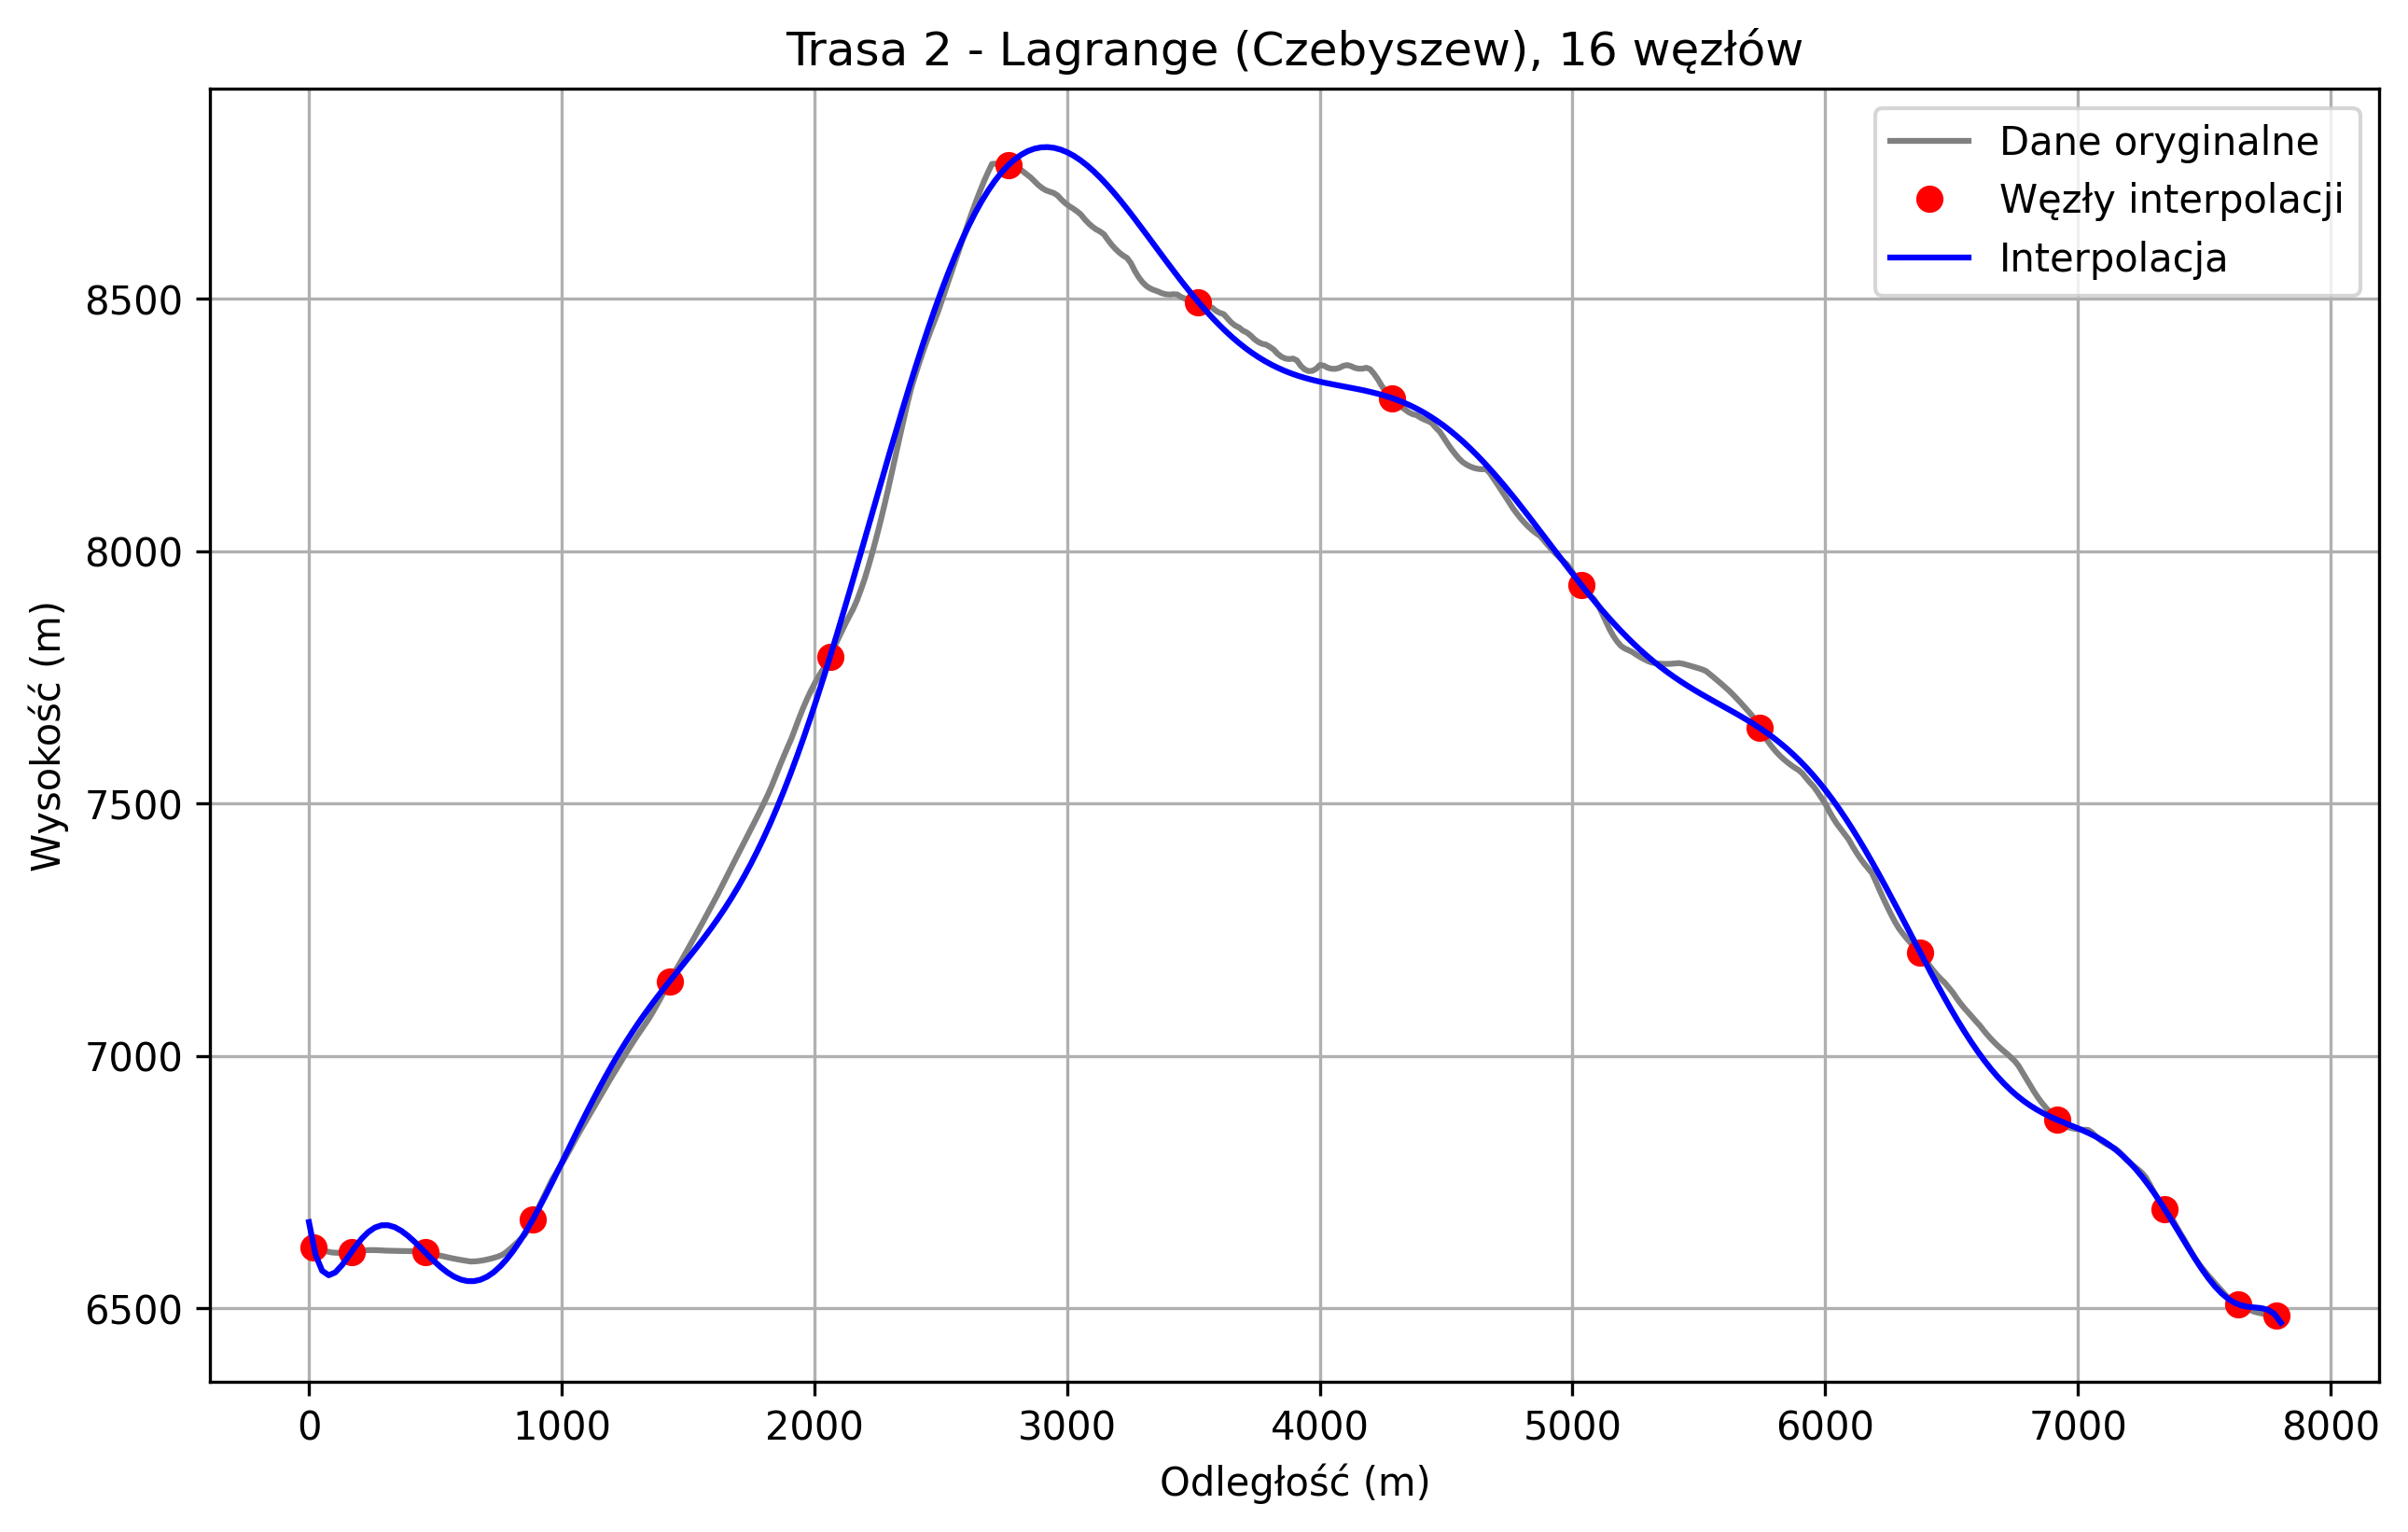 Trasa 2 - Lagrange (Czebyszew), 16 węzłów
Dane oryginalne
Węzły interpolacji
Interpolacja
Wysokość (m)
8500
8000
7500
7000
6500
0 1000 2000 3000 4000 5000 6000 7000 8000
Odległość (m)